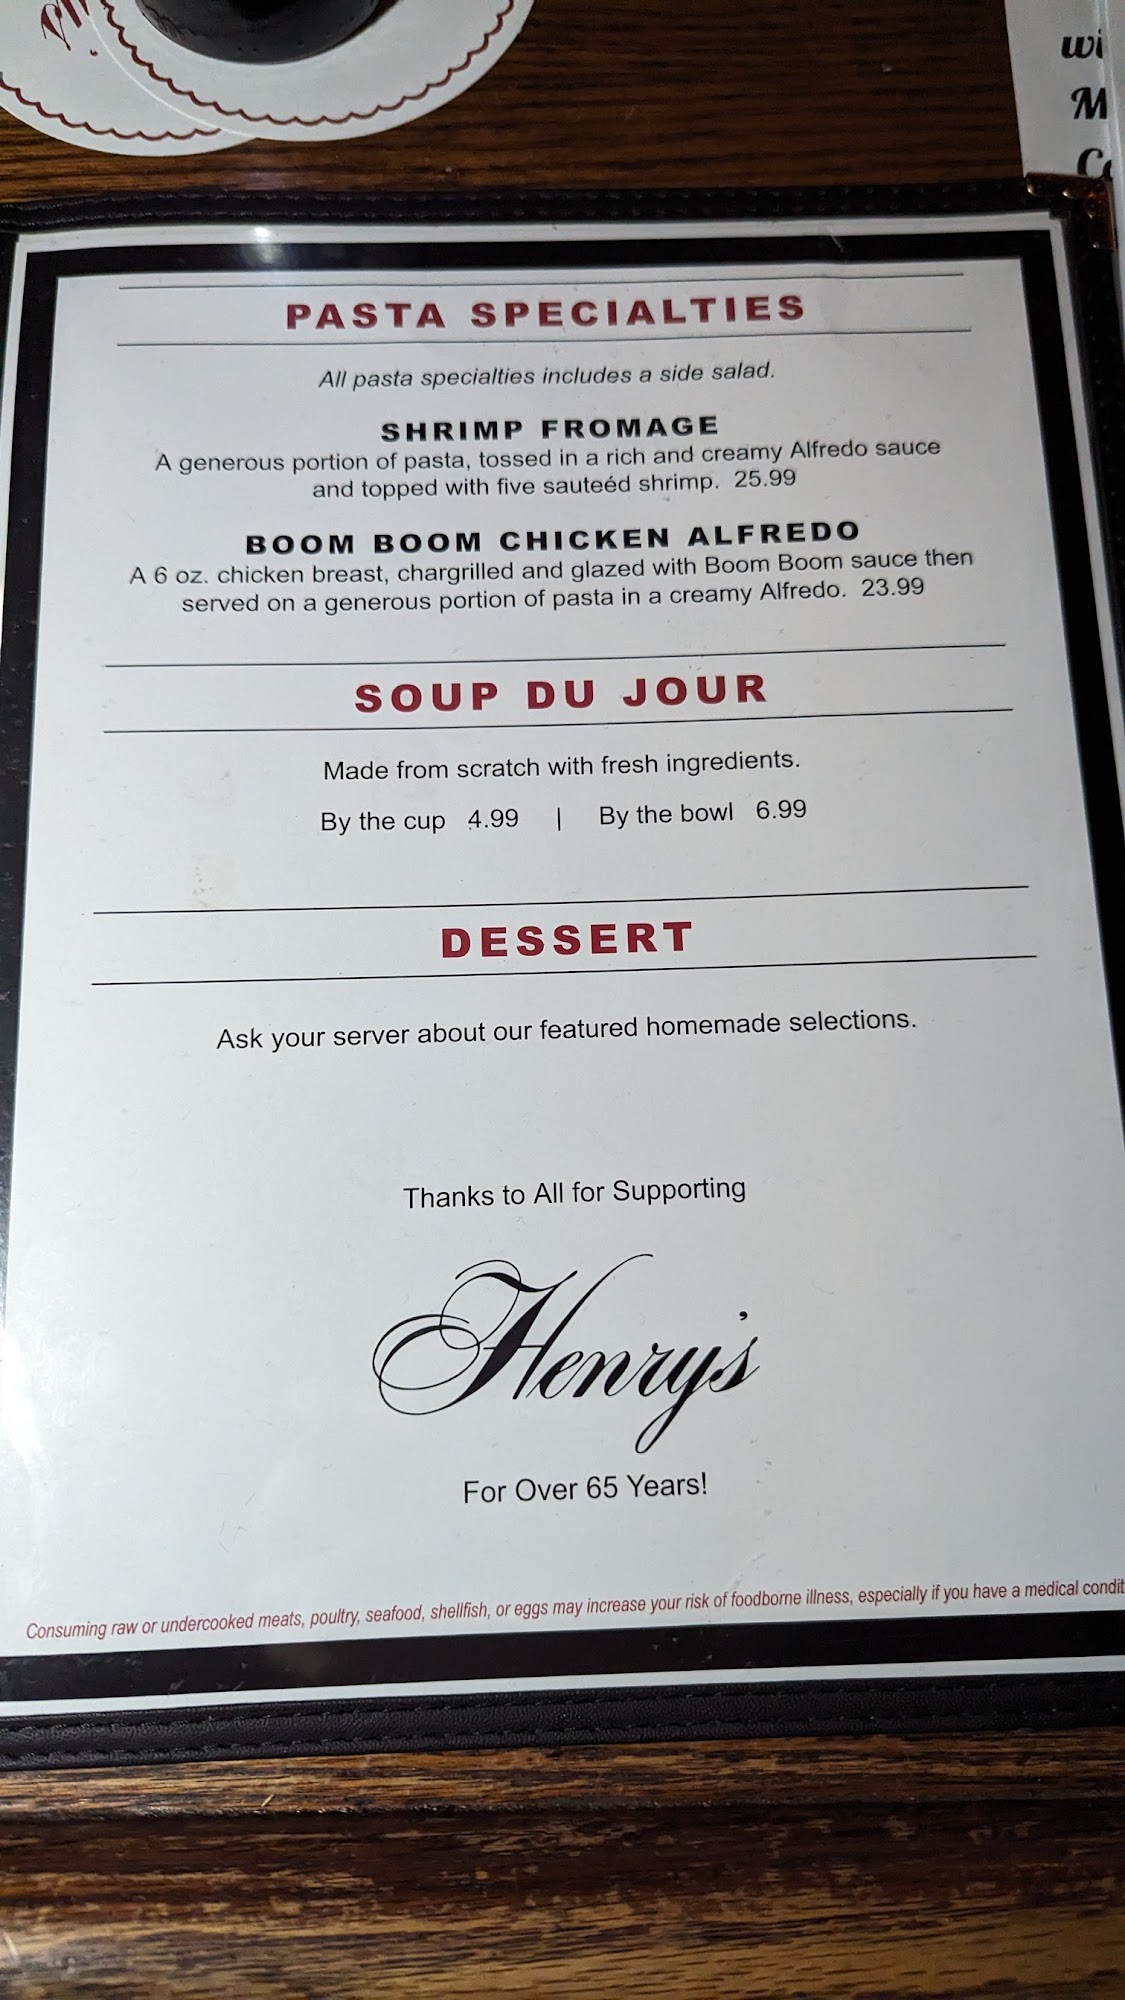 wi
M
PASTA SPECIALTIES
All pasta specialties includes a side salad.
SHRIMP FROMAGE
A generous portion of pasta, tossed in a rich and creamy Alfredo sauce
and topped with five sauteéd shrimp. 25.99
BOOM BOOM CHICKEN ALFREDO
A 6 oz. chicken breast, chargrilled and glazed with Boom Boom sauce then
served on a generous portion of pasta in a creamy Alfredo. 23.99
SOUP DU JOUR
Made from scratch with fresh ingredients.
By the cup 4.99 | By the bowl 6.99
DESSERT
Ask your server about our featured homemade selections.
Thanks to All for Supporting
Henry's
For Over 65 Years!
Consuming raw or undercooked meats, poultry, seafood, shellfish, or eggs may increase your risk of foodborne illness, especially if you have a medical condit